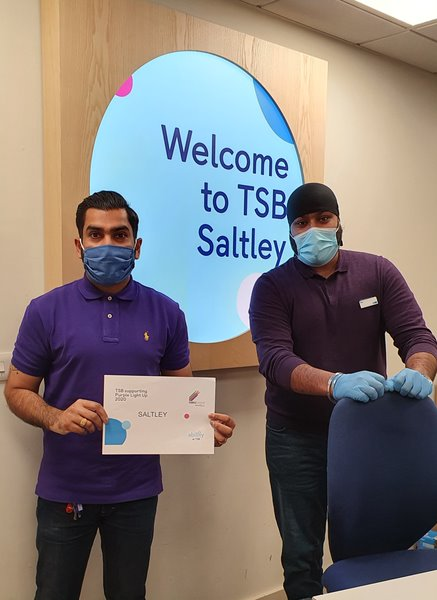 Welcome
to TSB
Saltley
TSB supporting
Purple Light Up
2020
SALTLEY